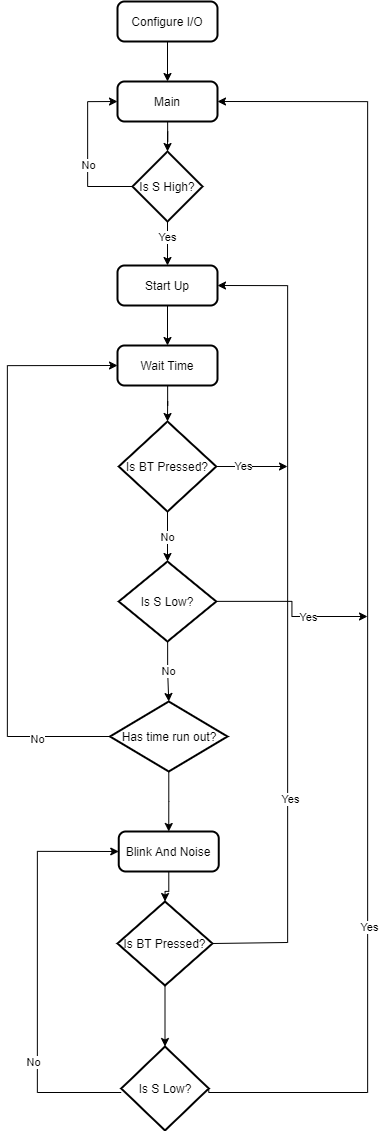 Configure I/O
Main
No
Is S High?
Yes
Start Up
Wait Time
Is BT Pressed?
Yes
No
Is S Low?
Yes
No
Has time run out?
No
Yes
Blink And Noise
Yes
Is BT Pressed?
No
Is S Low?